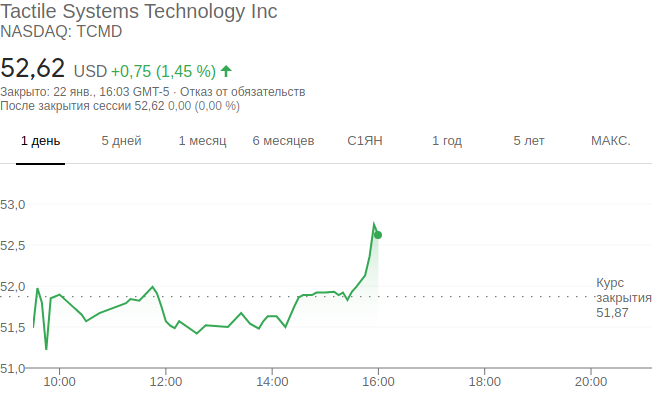 Tactile Systems Technology Inc
NASDAQ: TCMD
52,62 USD +0,75 (1,45 %)
Закрыто: 22 янв., 16:03 GMT-5 · Отказ от обязательств
После закрытия сессии 52,62 0,00 (0,00 %)
1 день 5 дней 1 месяц 6 месяцев С1ЯН 1 год 5 лет МАКС.
53,0
52,5
52,0
Курс
закрытия
51,87
51,5
51,0
10:00 12:00 14:00 16:00 18:00 20:00